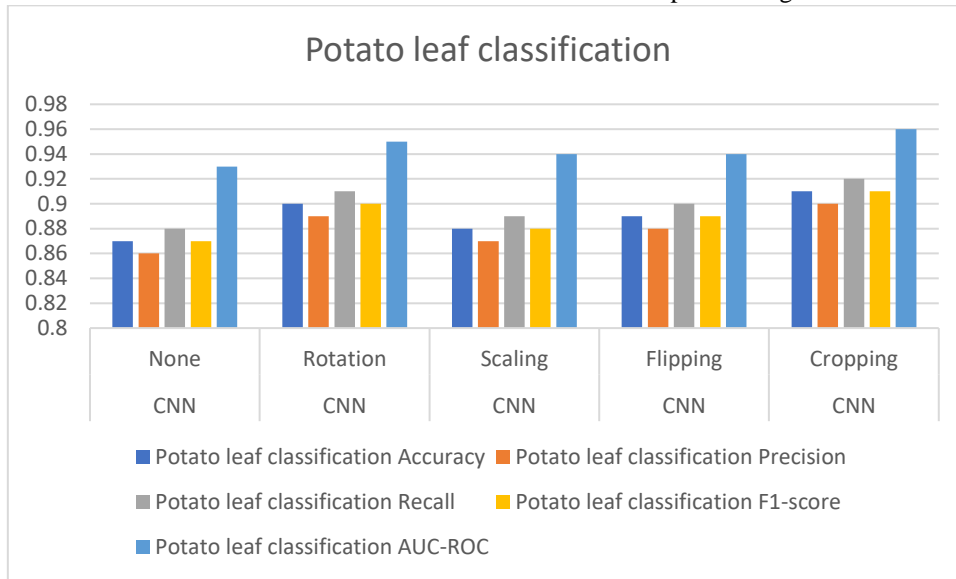 Potato leaf classification
0.98
0.96
0.94
0.92
0.9
0.88
0.86
0.84
0.82
0.8
None Rotation Scaling Flipping Cropping
CNN CNN CNN CNN CNN
Potato leaf classification Accuracy Potato leaf classification Precision
Potato leaf classification Recall Potato leaf classification F1-score
Potato leaf classification AUC-ROC